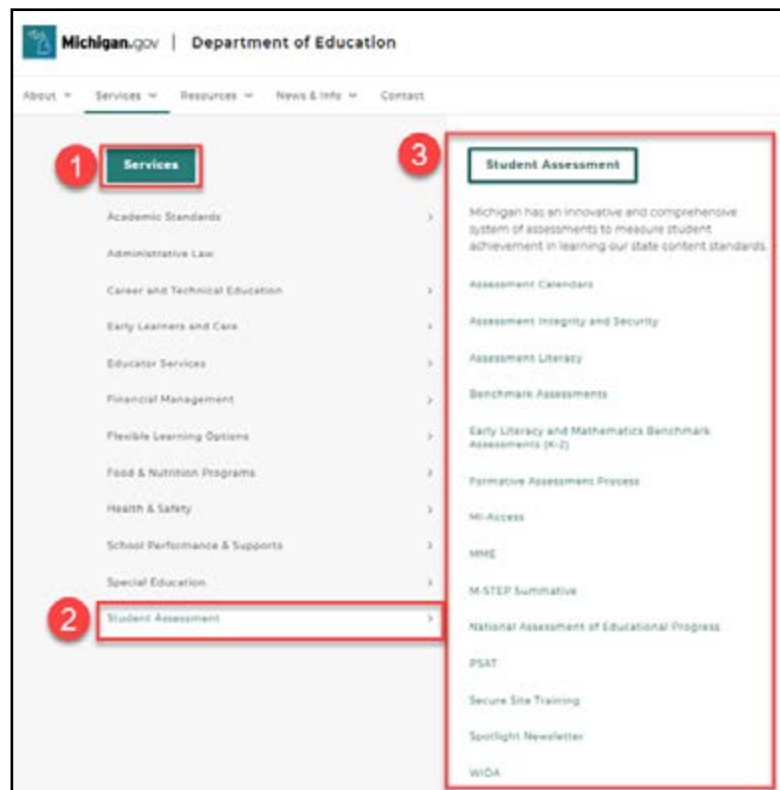 Michigan.gov | Department of Education
About Services Resources News & Info Contact
1
Services
Academic Standards
Administrative Law
Career and Technical Education
Early Learners and Care
Educator Services
Financial Management
Flexible Learning Options
Food & Nutrition Programs
Health & Safety
School Performance & Supports
Special Education
2
Student Assessment
3
Student Assessment
Michigan has an innovative and comprehensive
system of assessments to measure student
achievement in learning our state content standards.
Assessment Calendars
Assessment Integrity and Security
Assessment Literacy
Benchmark Assessments
Early Literacy and Mathematics Benchmark
Assessments (K-2)
Formative Assessment Process
MI-Access
MME
M-STEP Summative
National Assessment of Educational Progress
PSAT
Secure Site Training
Spotlight Newsletter
WIDA